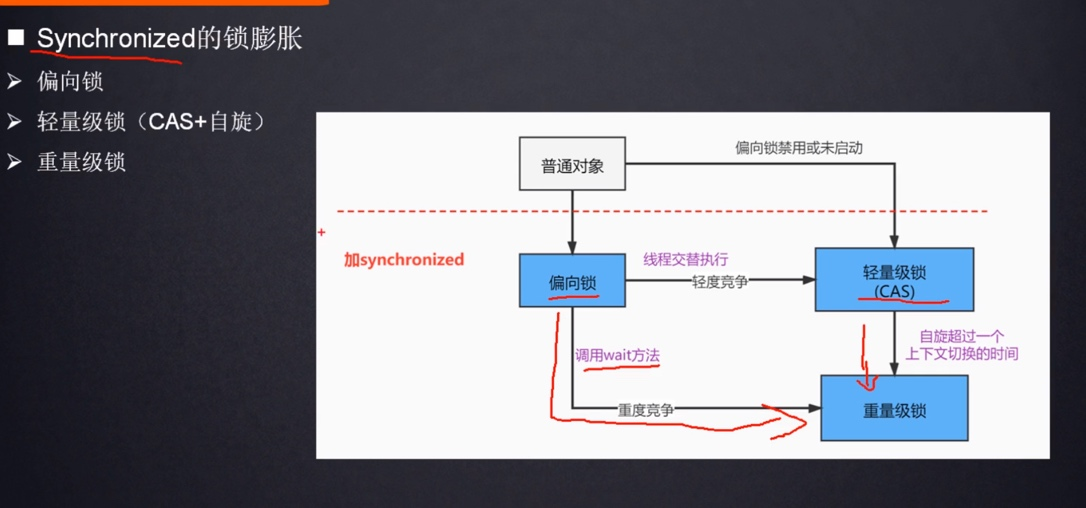 Synchronized的锁膨胀
偏向锁
轻量级锁（CAS+自旋）
重量级锁
普通对象
偏向锁禁用或未启动
+
加synchronized
偏向锁
线程交替执行
轻度竞争
轻量级锁
(CAS)
调用wait方法
自旋超过一个
上下文切换的时间
重度竞争
重量级锁